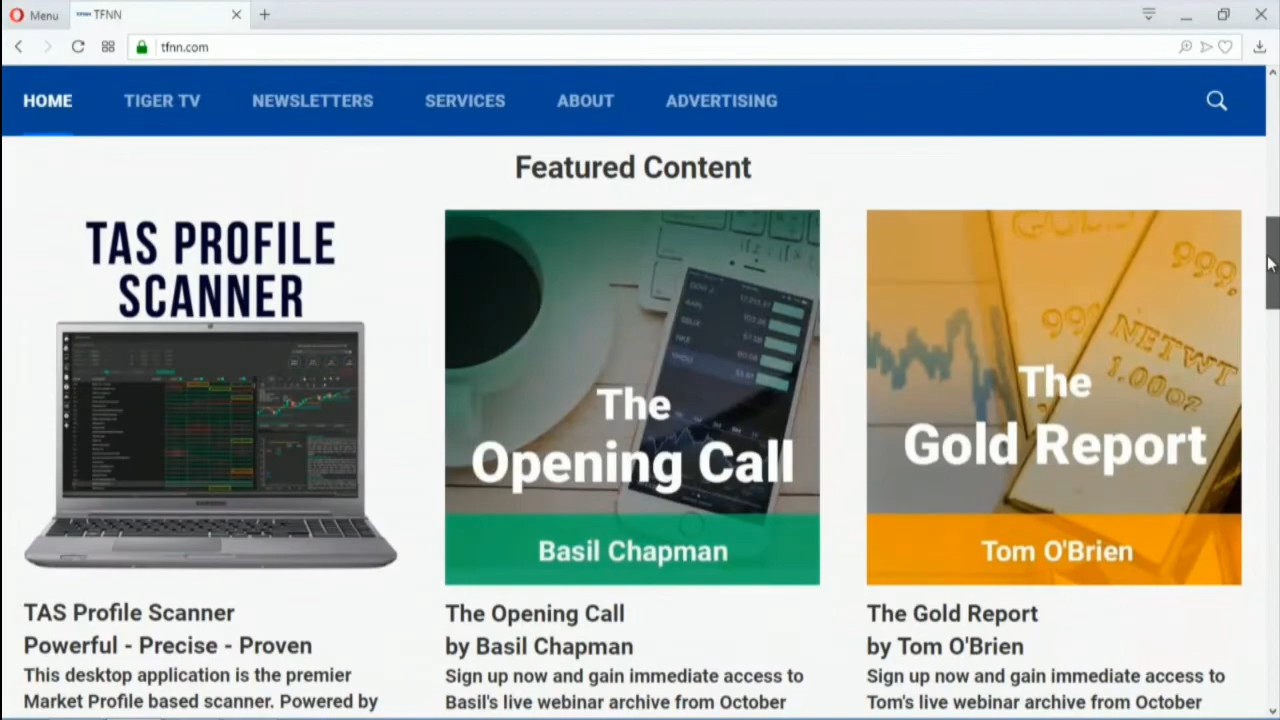 Menu
TFNN
tfnn.com
HOME
TIGER TV
NEWSLETTERS
SERVICES
ABOUT
ADVERTISING
Featured Content
TAS PROFILE
SCANNER
The
Opening Call
Basil Chapman
999.
NETWT
1.00oz
The
Gold Report
Tom O'Brien
TAS Profile Scanner
Powerful - Precise - Proven
This desktop application is the premier
Market Profile based scanner. Powered by
The Opening Call
by Basil Chapman
Sign up now and gain immediate access to
Basil's live webinar archive from October
The Gold Report
by Tom O'Brien
Sign up now and gain immediate access to
Tom's live webinar archive from October